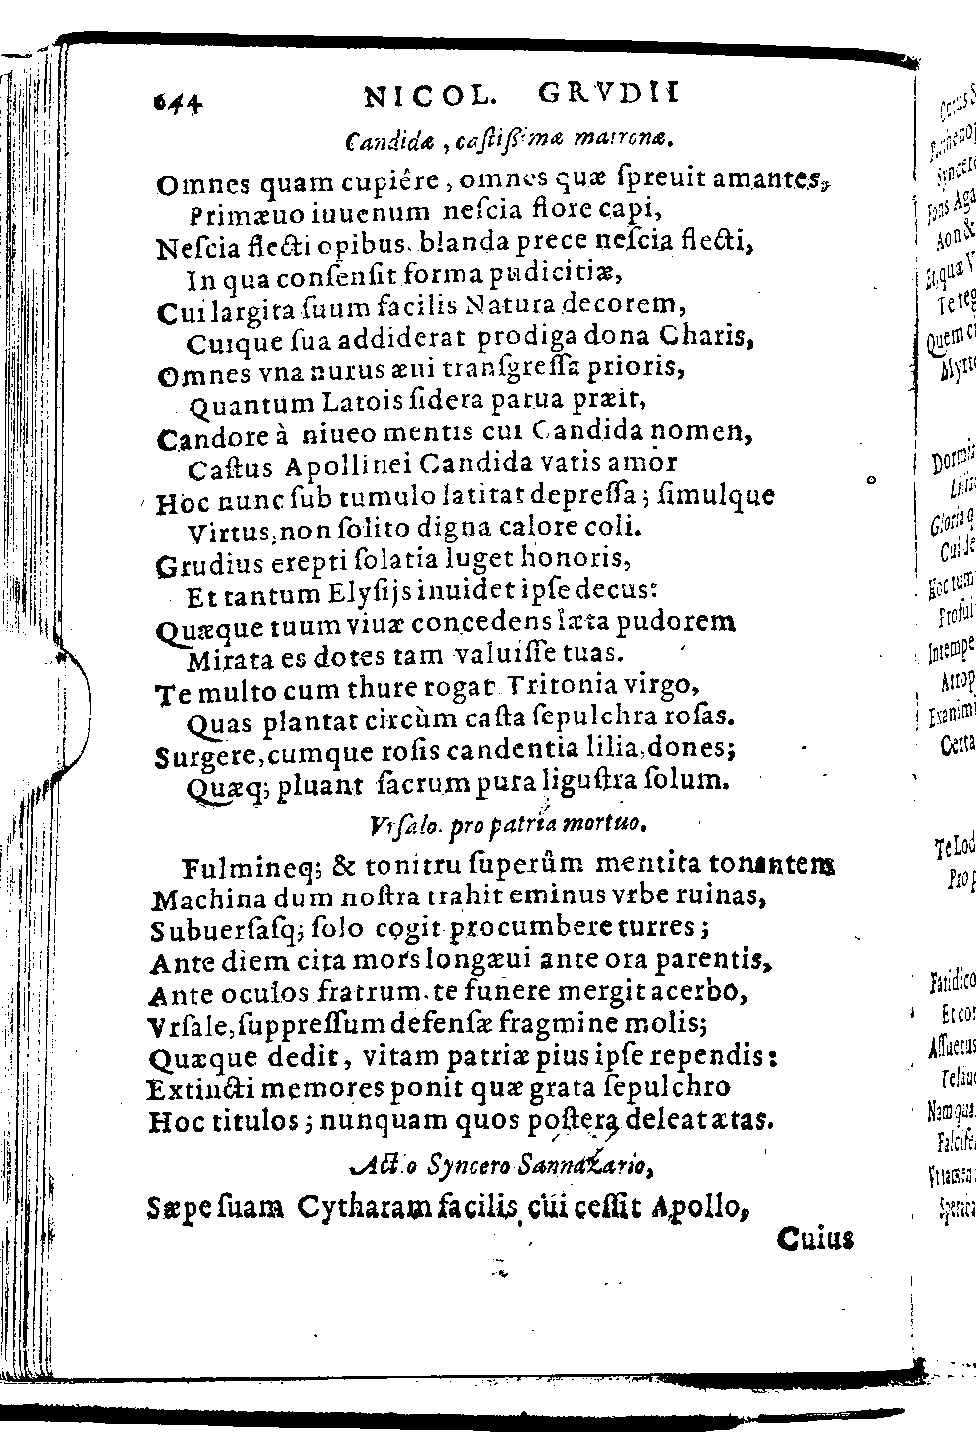 644 NICOL. GRVDII
Candidæ, castißimæ matronæ.
Omnes quam cupiêre, omnes quæ ſpreuit amantes,
Primæuo iuuenum neſcia flore capi,
Neſcia flecti opibus. blanda prece neſcia flecti,
In qua conſenſit forma pudicitiæ,
Cui largita ſuum facilis Natura decorem,
Cuique ſua addiderat prodiga dona Charis,
Omnes vna nurus æui tranſgreſſa prioris,
Quantum Latois ſidera parua præit,
Candore à niueo mentis cui Candida nomen,
Caſtus Apollinei Candida vatis amor
Hoc nunc ſub tumulo latitat depreſſa; ſimulque
Virtus, non ſolito digna calore coli.
Grudius erepti ſolatia luget honoris,
Et tantum Elyſijs inuidet ipſe decus:
Quæque tuum viuæ concedens læta pudorem
Mirata es dotes tam valuiſſe tuas.
Te multo cum thure rogat Tritonia virgo,
Quas plantat circùm caſta ſepulchra roſas.
Surgere, cumque roſis candentia lilia, dones;
Quæq; pluant ſacrum pura liguſtra ſolum.
Vrſalo. pro patria mortuo.
Fulmineq; & tonitru ſuperûm mentita tonantem
Machina dum noſtra trahit eminus vrbe ruinas,
Subuerſaſq; ſolo cogit procumbere turres;
Ante diem cita mors longæui ante ora parentis,
Ante oculos fratrum. te funere mergit acerbo,
Vrſale, ſuppreſſum defenſæ fragmine molis;
Quæque dedit, vitam patriæ pius ipſe rependis:
Extincti memores ponit quæ grata ſepulchro
Hoc titulos; nunquam quos poſtera deleat ætas.
Actio Syncero Sannazario,
Sæpe ſuam Cytharam facilis cui ceſſit Apollo,
Cuius